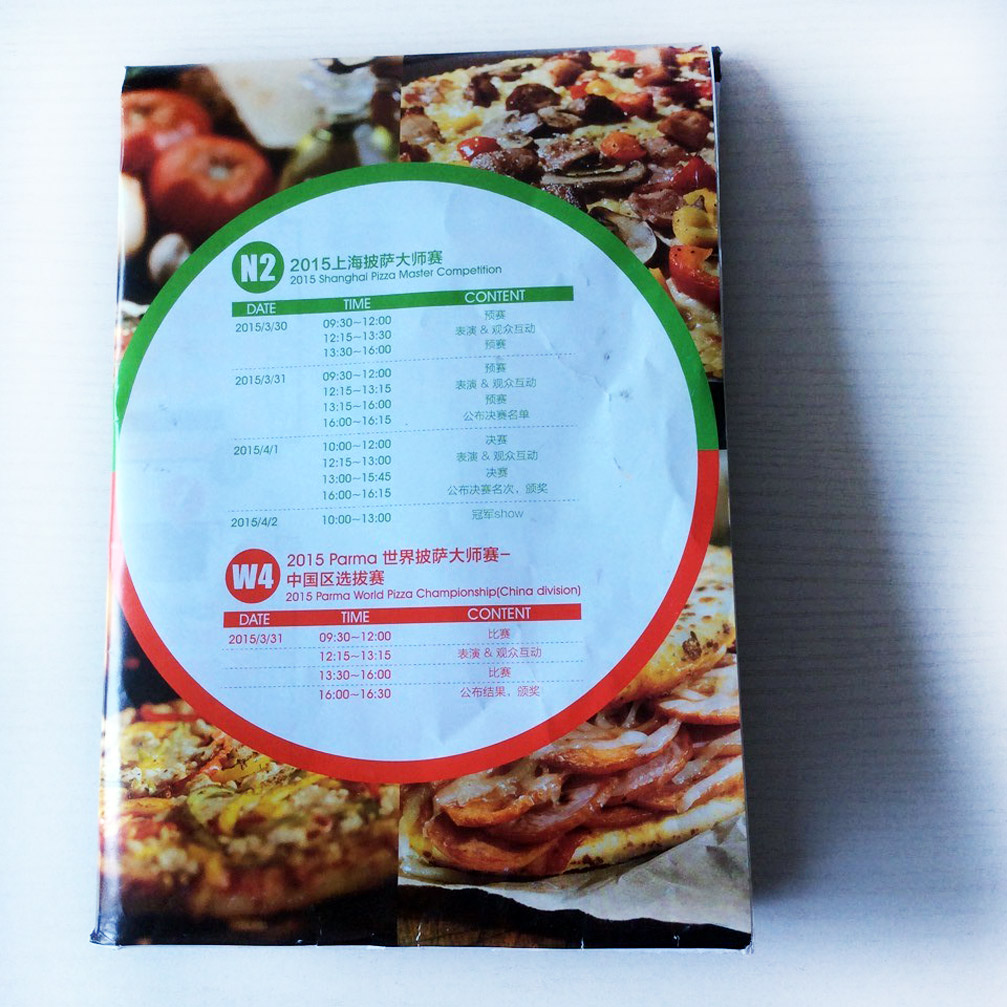 N2 2015上海披萨大师赛
2015 Shanghai Pizza Master Competition
DATE TIME CONTENT
2015/3/30 09:30~12:00 预赛
12:15~13:30 表演 & 观众互动
13:30~16:00 预赛
2015/3/31 09:30~12:00 预赛
12:15~13:15 表演 & 观众互动
13:15~16:00 预赛
16:00~16:15 公布决赛名单
2015/4/1 10:00~12:00 决赛
12:15~13:00 表演 & 观众互动
13:00~15:45 决赛
16:00~16:15 公布决赛名次、颁奖
2015/4/2 10:00~13:00 冠军show
W4 2015 Parma 世界披萨大师赛-
中国区选拔赛
2015 Parma World Pizza Championship(China division)
DATE TIME CONTENT
2015/3/31 09:30~12:00 比赛
12:15~13:15 表演 & 观众互动
13:30~16:00 比赛
16:00~16:30 公布结果、颁奖